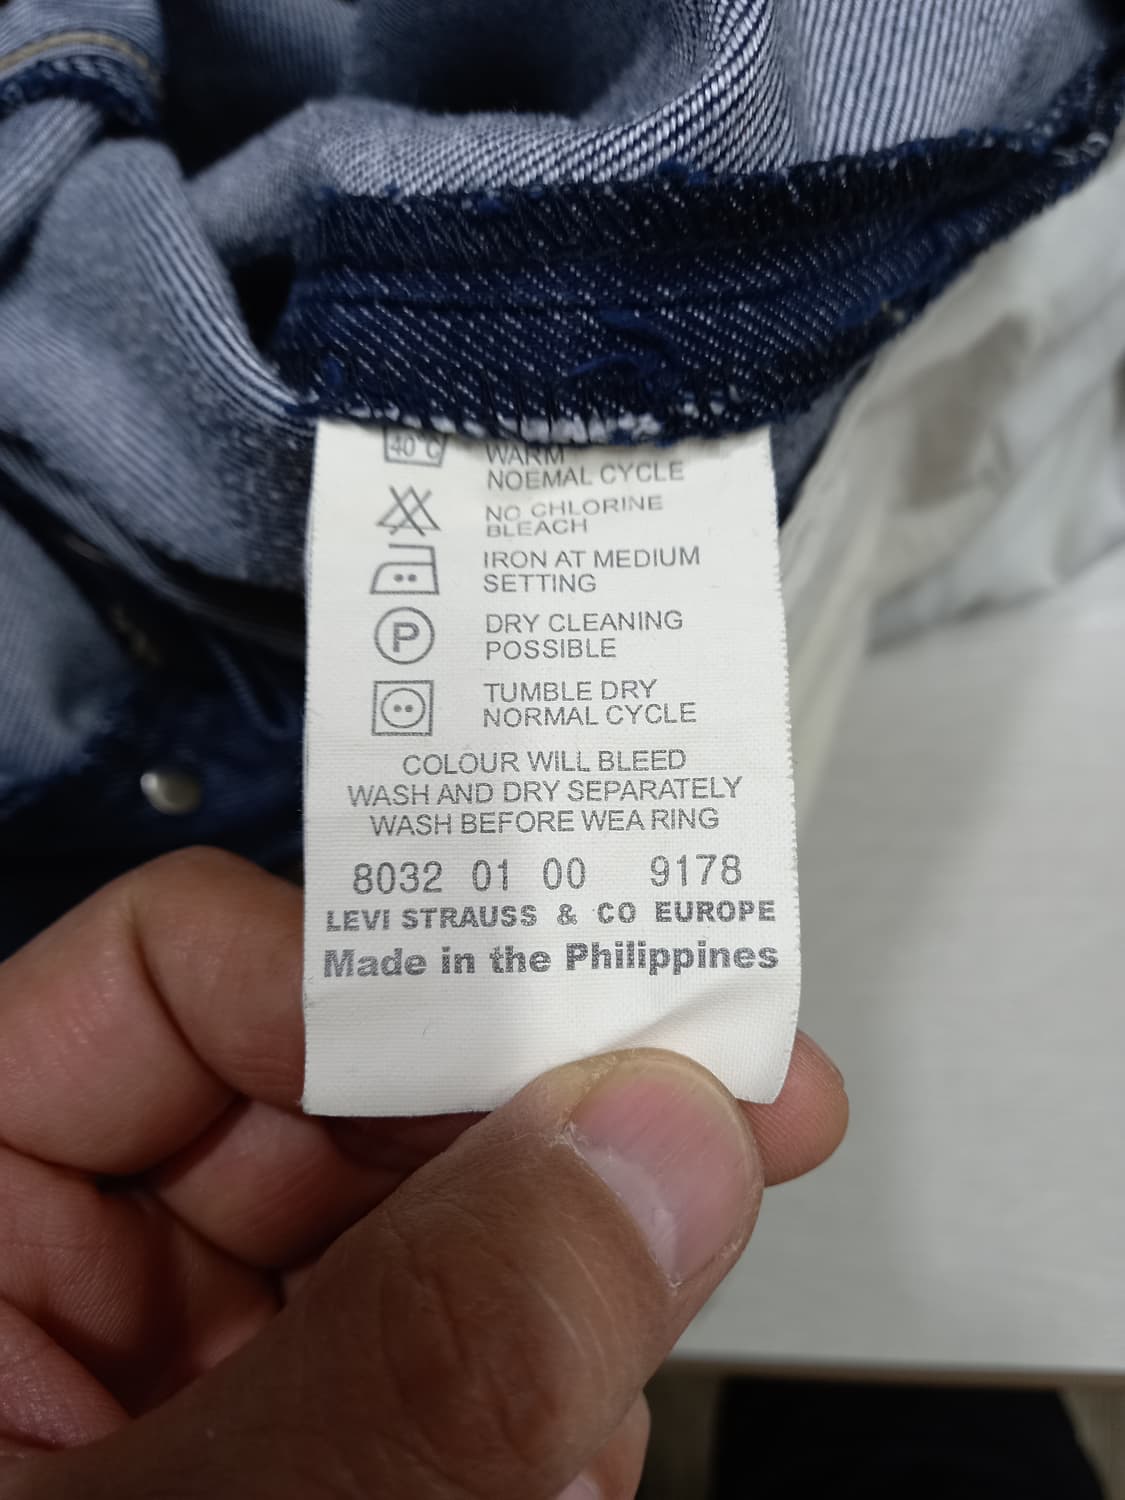 40°C
WARM
NOEMAL CYCLE
NO CHLORINE
BLEACH
IRON AT MEDIUM
SETTING
P
DRY CLEANING
POSSIBLE
TUMBLE DRY
NORMAL CYCLE
COLOUR WILL BLEED
WASH AND DRY SEPARATELY
WASH BEFORE WEARING
8032 01 00 9178
LEVI STRAUSS & CO EUROPE
Made in the Philippines